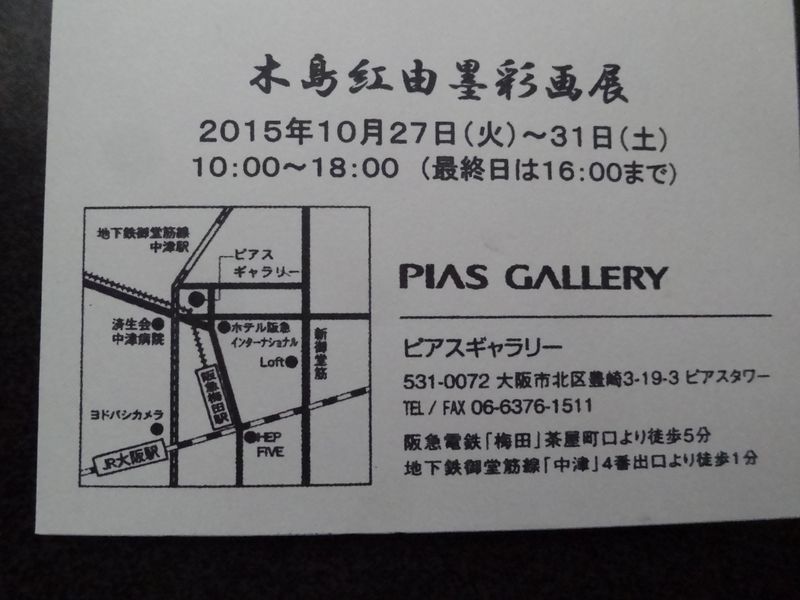 木島紅由墨彩画展
2015年10月27日(火)～31日(土)
10:00～18:00 (最終日は16:00まで)
地下鉄御堂筋線
中津駅
ピアス
ギャラリー
済生会
中津病院
ホテル阪急
インターナショナル
Loft
新御堂筋
阪急梅田駅
ヨドバシカメラ
JR大阪駅
HEP
FIVE
PIAS GALLERY
ピアスギャラリー
531-0072 大阪市北区豊崎3-19-3 ピアスタワー
TEL / FAX 06-6376-1511
阪急電鉄「梅田」茶屋町口より徒歩5分
地下鉄御堂筋線「中津」4番出口より徒歩1分